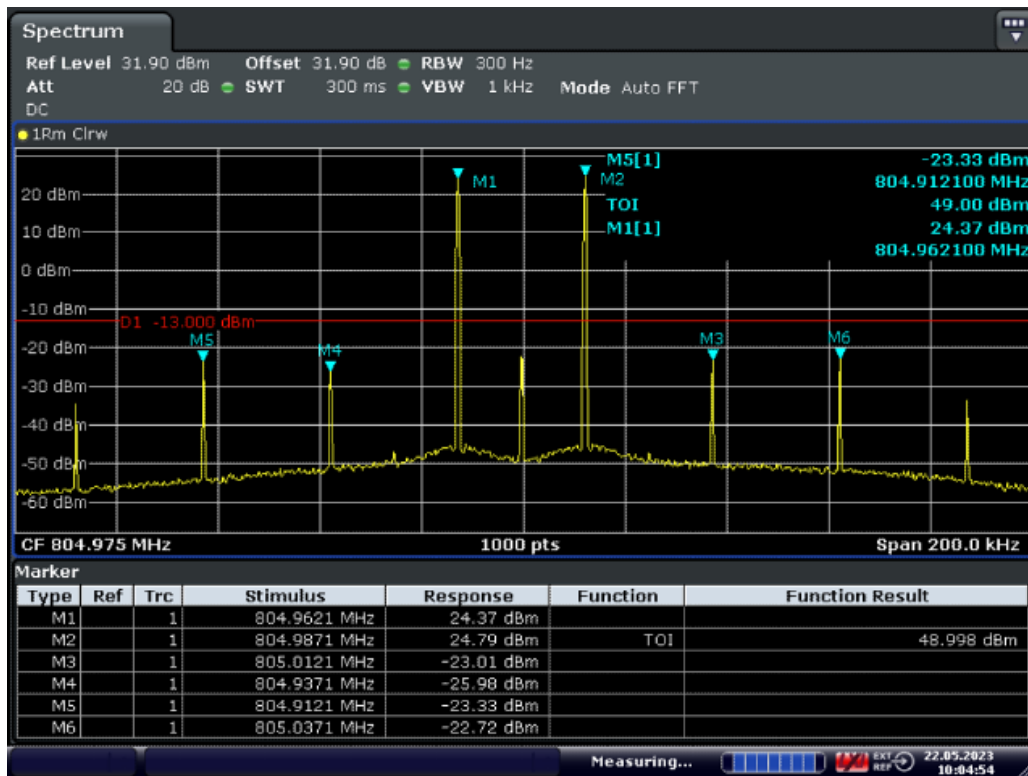 Spectrum
Ref Level 31.90 dBm Offset 31.90 dB RBW 300 Hz
Att 20 dB SWT 300 ms VBW 1 kHz Mode Auto FFT
DC
1Rm Clrw
M5[1] -23.33 dBm
M1 M2 804.912100 MHz
20 dBm
TOI 49.00 dBm
10 dBm M1[1] 24.37 dBm
804.962100 MHz
0 dBm
-10 dBm
D1 -13.000 dBm
M5 M4 M3 M6
-20 dBm
-30 dBm
-40 dBm
-50 dBm
-60 dBm
CF 804.975 MHz 1000 pts Span 200.0 kHz
Marker
Type Ref Trc Stimulus Response Function Function Result
M1 1 804.9621 MHz 24.37 dBm
M2 1 804.9871 MHz 24.79 dBm TOI 48.998 dBm
M3 1 805.0121 MHz -23.01 dBm
M4 1 804.9371 MHz -25.98 dBm
M5 1 804.9121 MHz -23.33 dBm
M6 1 805.0371 MHz -22.72 dBm
Measuring... EXT REF 22.05.2023
10:04:54